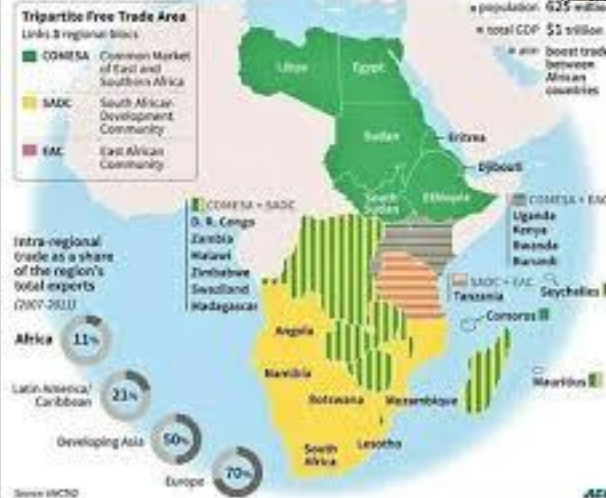 Tripartite Free Trade Area
Links 3 regional blocs
COMESA Common Market
of East and
Southern Africa
SADC South African
Development
Community
EAC East African
Community
population 625 million
total GDP $1 trillion
aim boost trade
between
African
countries
Libya
Egypt
Sudan
Eritrea
Djibouti
South
Sudan
Ethiopia
COMESA + SADC
D. R. Congo
Zambia
Malawi
Zimbabwe
Swaziland
Madagascar
COMESA + EAC
Uganda
Kenya
Rwanda
Burundi
SADC + EAC
Tanzania
Seychelles
Comoros
Mauritius
Angola
Namibia
Botswana
Mozambique
South
Africa
Lesotho
Intra-regional
trade as a share
of the region's
total exports
(2007-2011)
Africa
11%
Latin America/
Caribbean
21%
Developing Asia
50%
Europe
70%
Source: UNCTAD
AFP